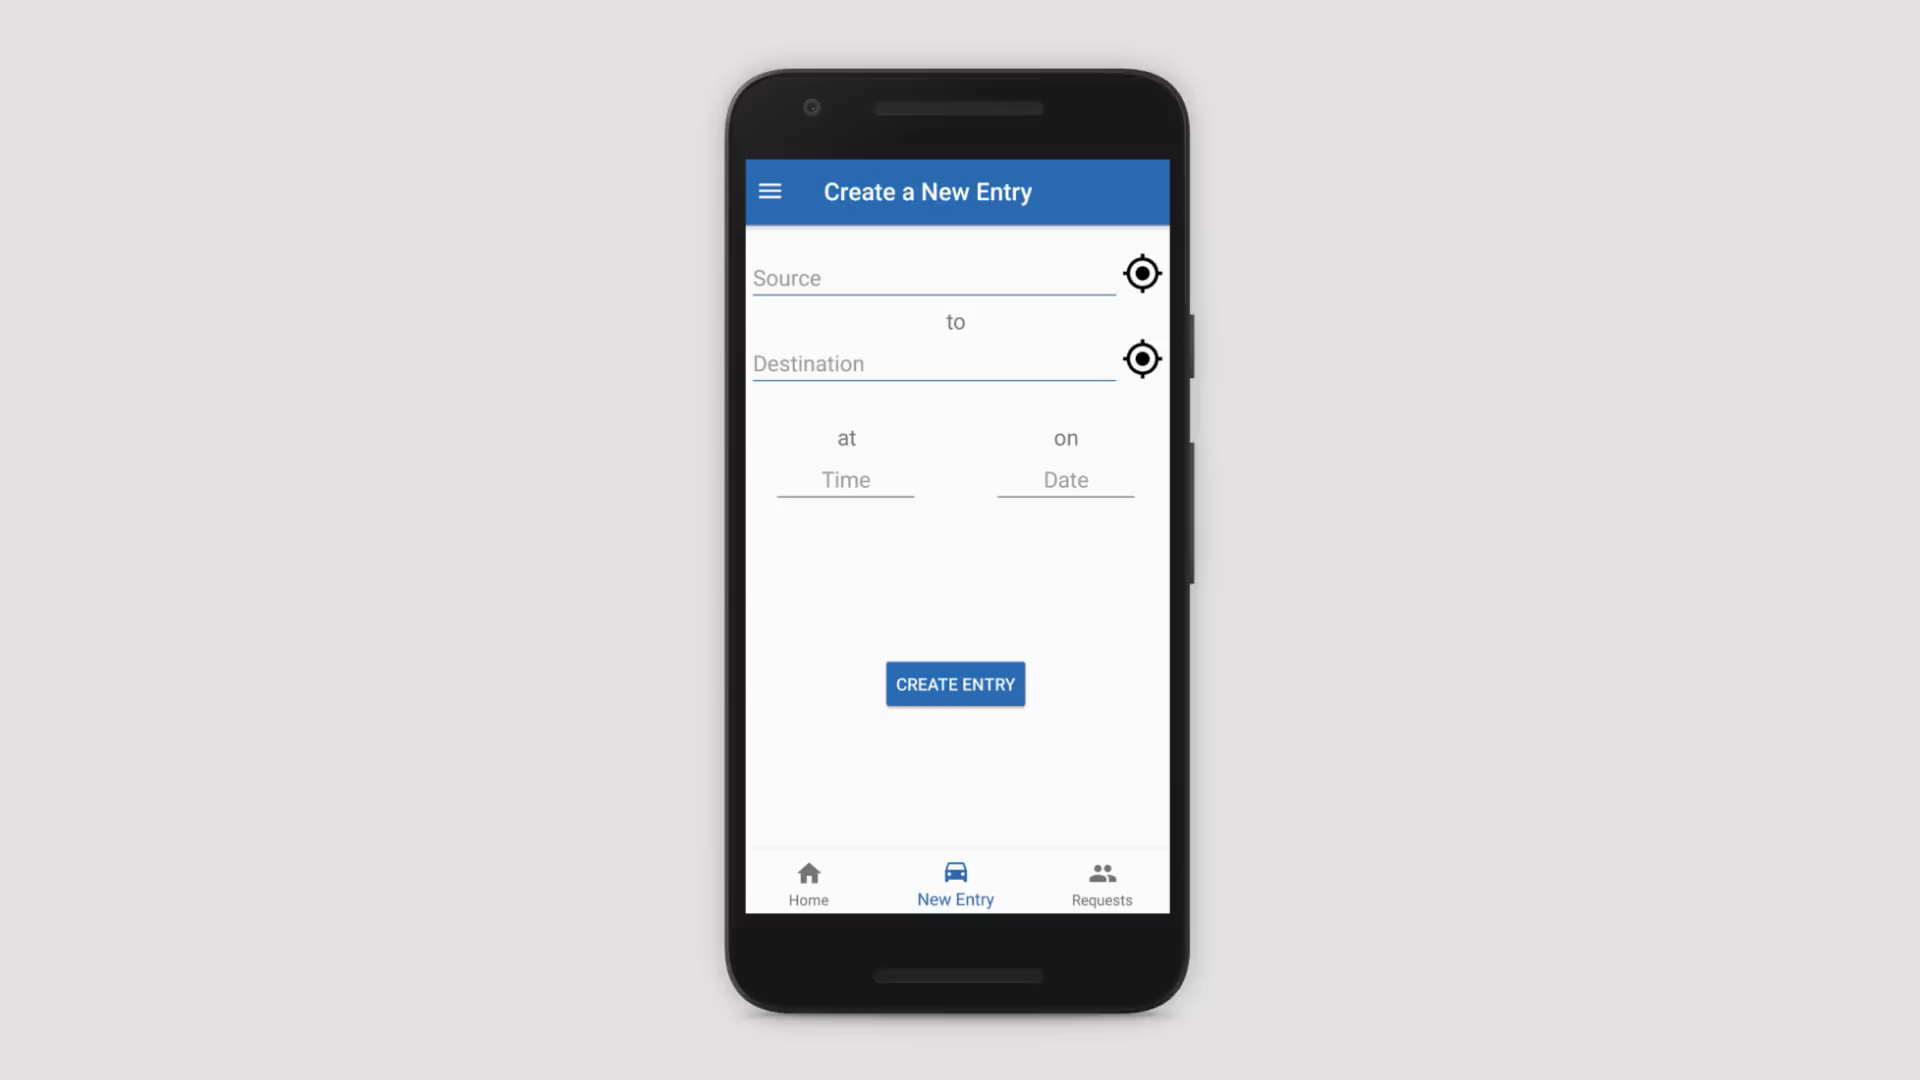 Create a New Entry
Source
to
Destination
at on
Time Date
CREATE ENTRY
Home New Entry Requests